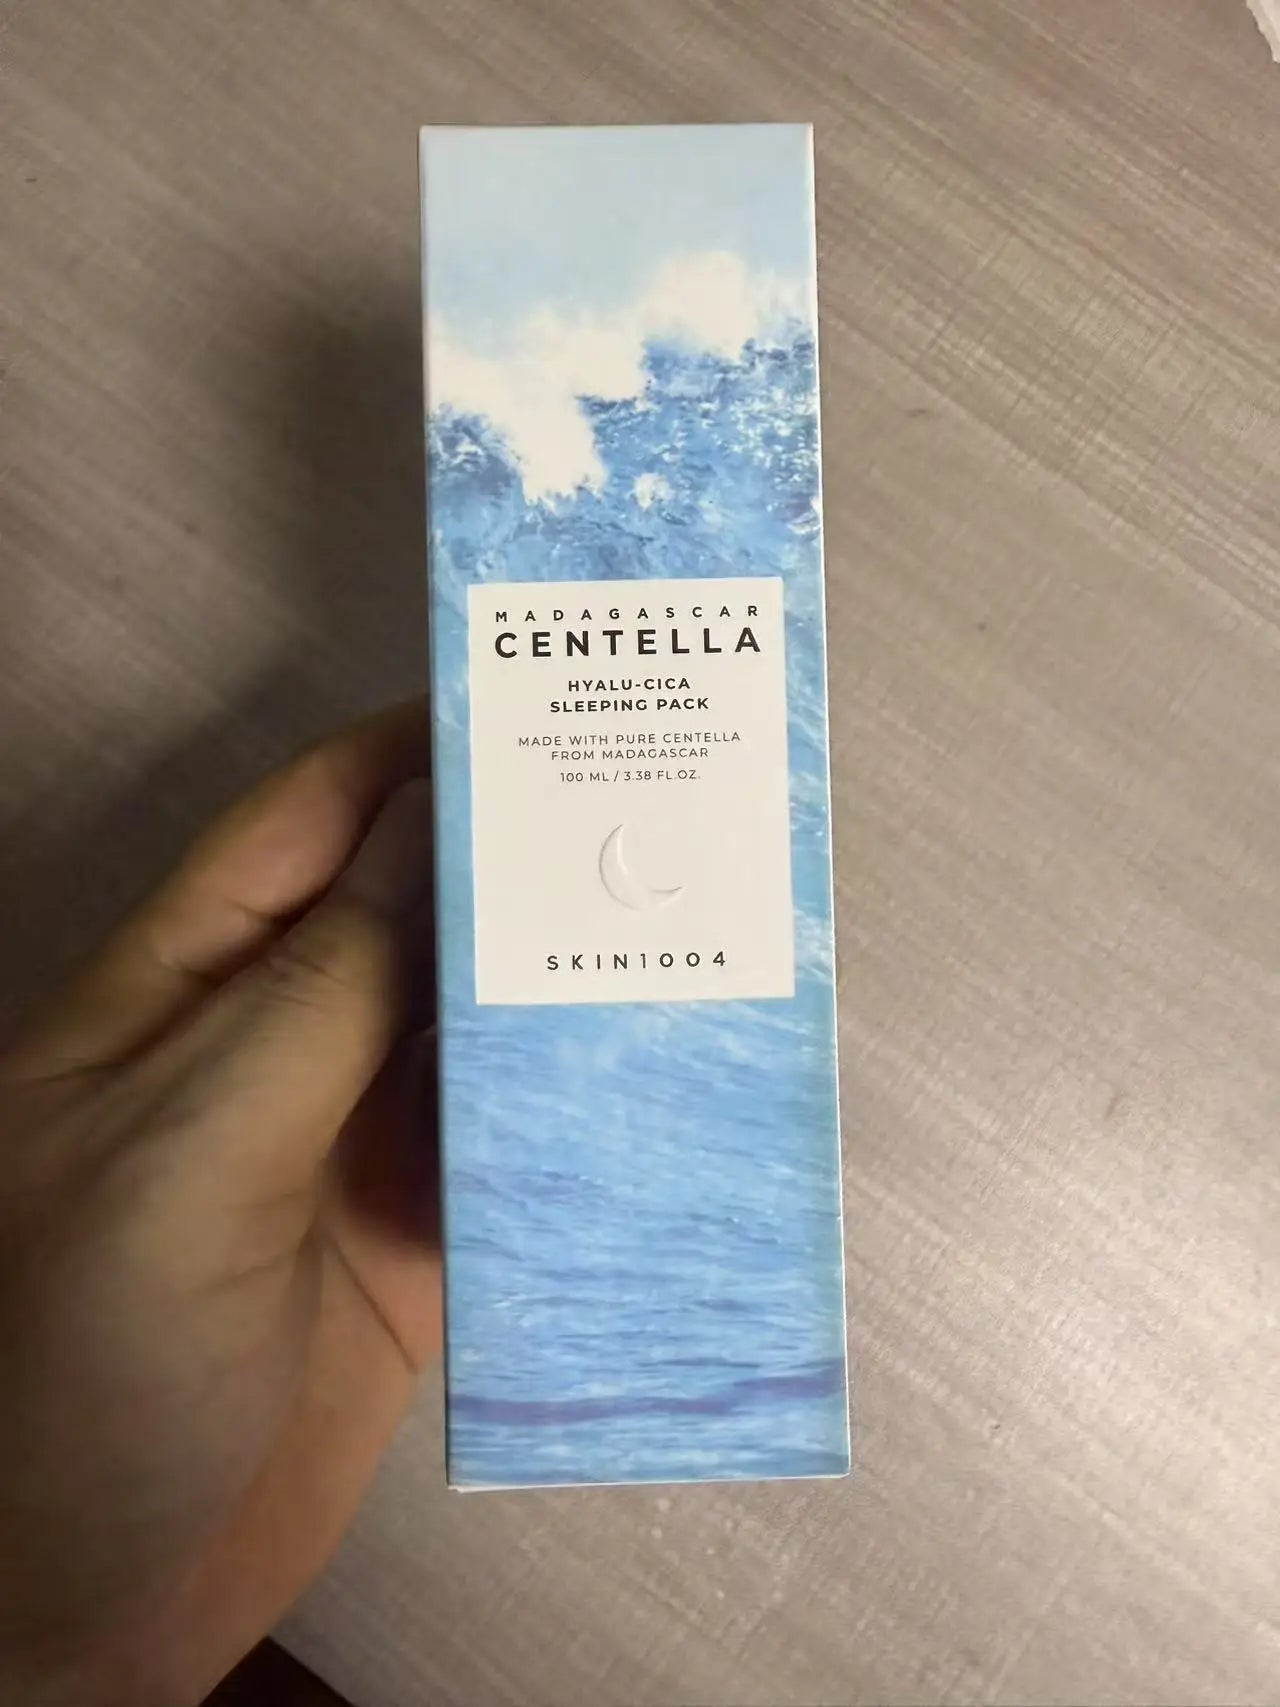 MADAGASCAR
CENTELLA
HYALU-CICA
SLEEPING PACK
MADE WITH PURE CENTELLA
FROM MADAGASCAR
100 ML / 3.38 FL.OZ.
SKIN1004